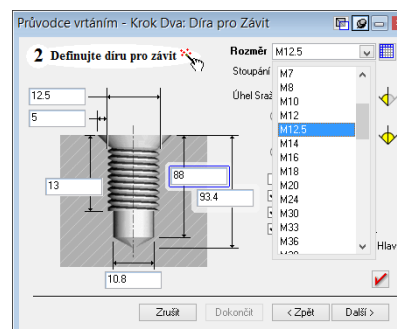 Průvodce vrtáním - Krok Dva: Díra pro Závit
2 Definujte díru pro závit
Rozměr M12.5
Stoupání
Úhel Sraž
M7
M8
M10
M12
M12.5
M14
M16
M18
M20
M24
M30
M33
M36
12.5
5
13
88
93.4
10.8
Hlav
Zrušit Dokončit < Zpět Další >